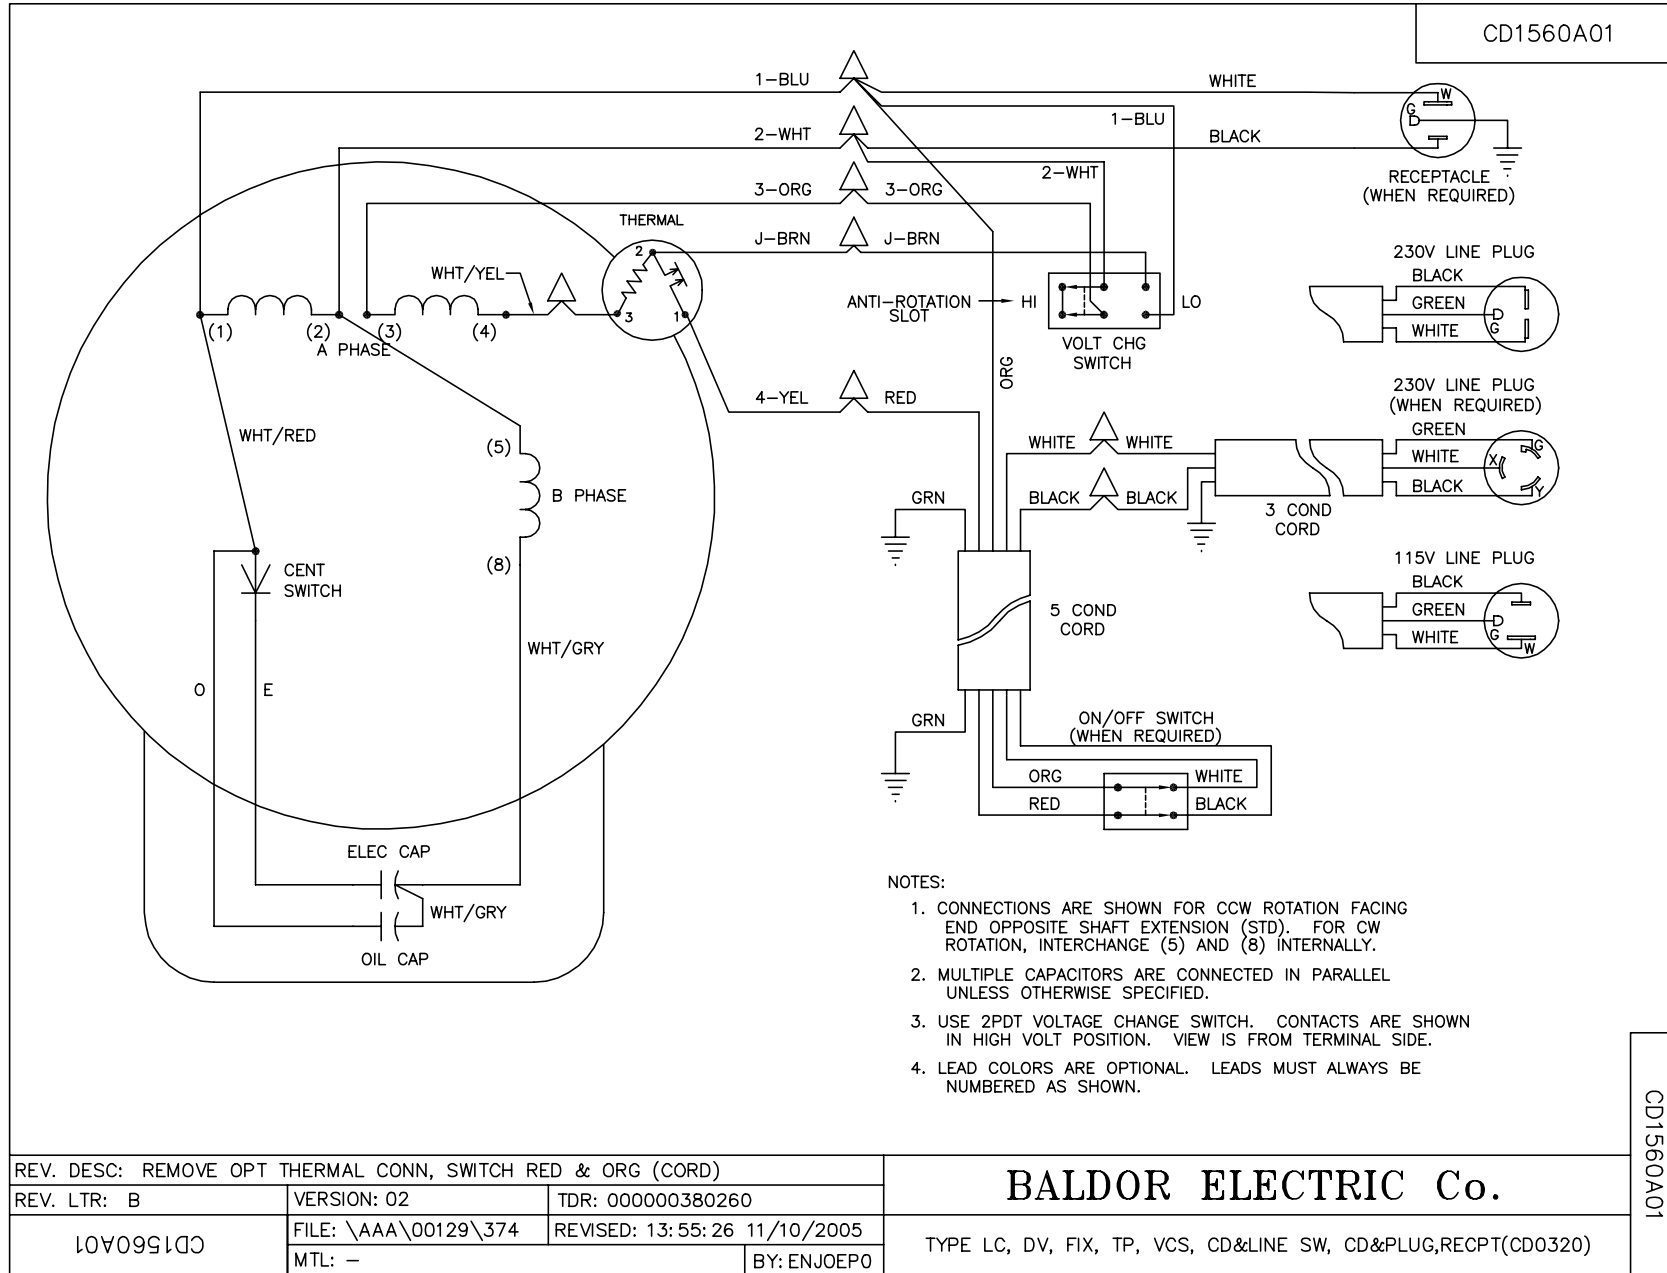 CD1560A01
1-BLU
WHITE
W
G
1-BLU
2-WHT
BLACK
2-WHT
RECEPTACLE
(WHEN REQUIRED)
3-ORG
3-ORG
THERMAL
J-BRN
J-BRN
2
3
1
WHT/YEL
ANTI-ROTATION
SLOT
HI
LO
VOLT CHG
SWITCH
230V LINE PLUG
BLACK
GREEN
WHITE
G
(1)
(2)
(3)
(4)
A PHASE
ORG
4-YEL
RED
230V LINE PLUG
(WHEN REQUIRED)
GREEN
WHITE
BLACK
G
X
Y
WHT/RED
(5)
B PHASE
(8)
WHITE
WHITE
BLACK
BLACK
3 COND
CORD
GRN
CENT
SWITCH
5 COND
CORD
115V LINE PLUG
BLACK
GREEN
WHITE
G
W
WHT/GRY
O
E
GRN
ON/OFF SWITCH
(WHEN REQUIRED)
ORG
WHITE
RED
BLACK
ELEC CAP
WHT/GRY
OIL CAP
NOTES:
1. CONNECTIONS ARE SHOWN FOR CCW ROTATION FACING
END OPPOSITE SHAFT EXTENSION (STD). FOR CW
ROTATION, INTERCHANGE (5) AND (8) INTERNALLY.
2. MULTIPLE CAPACITORS ARE CONNECTED IN PARALLEL
UNLESS OTHERWISE SPECIFIED.
3. USE 2PDT VOLTAGE CHANGE SWITCH. CONTACTS ARE SHOWN
IN HIGH VOLT POSITION. VIEW IS FROM TERMINAL SIDE.
4. LEAD COLORS ARE OPTIONAL. LEADS MUST ALWAYS BE
NUMBERED AS SHOWN.
CD1560A01
REV. DESC: REMOVE OPT THERMAL CONN, SWITCH RED & ORG (CORD)
REV. LTR: B
VERSION: 02
TDR: 000000380260
FILE: \AAA\00129\374
REVISED: 13:55:26 11/10/2005
CD1560A01
MTL: -
BY: ENJOEP0
BALDOR ELECTRIC Co.
TYPE LC, DV, FIX, TP, VCS, CD&LINE SW, CD&PLUG,RECPT(CD0320)